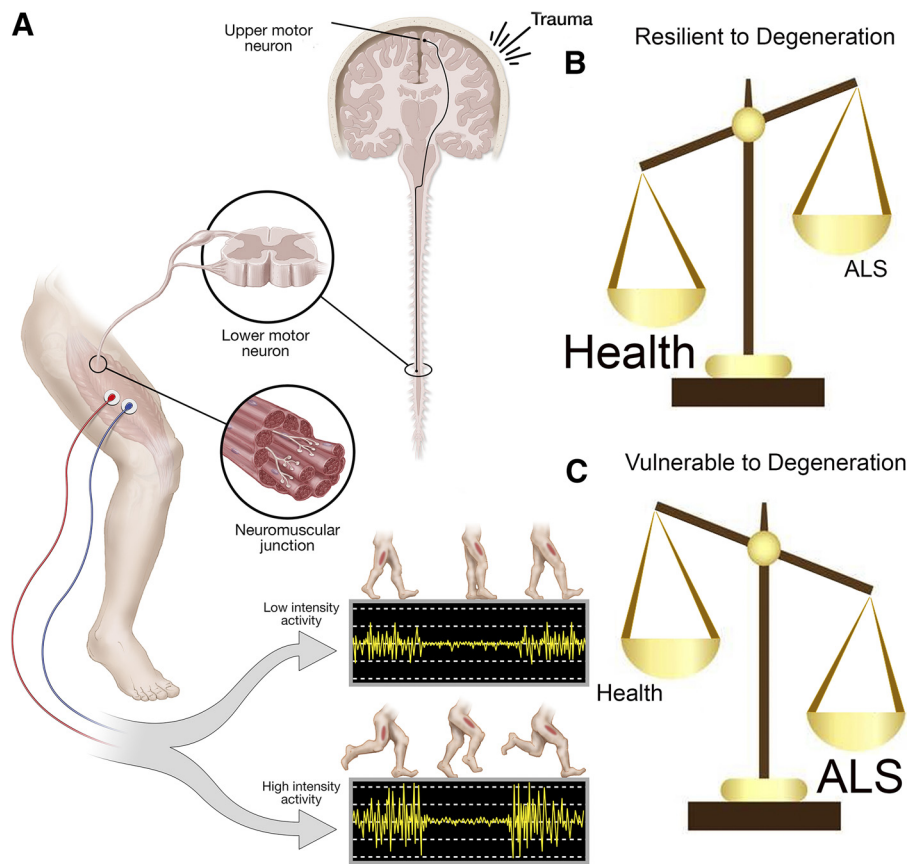 A
Upper motor
neuron
Trauma
Lower motor
neuron
Neuromuscular
junction
Low intensity
activity
High intensity
activity
B
Resilient to Degeneration
ALS
Health
C
Vulnerable to Degeneration
Health
ALS